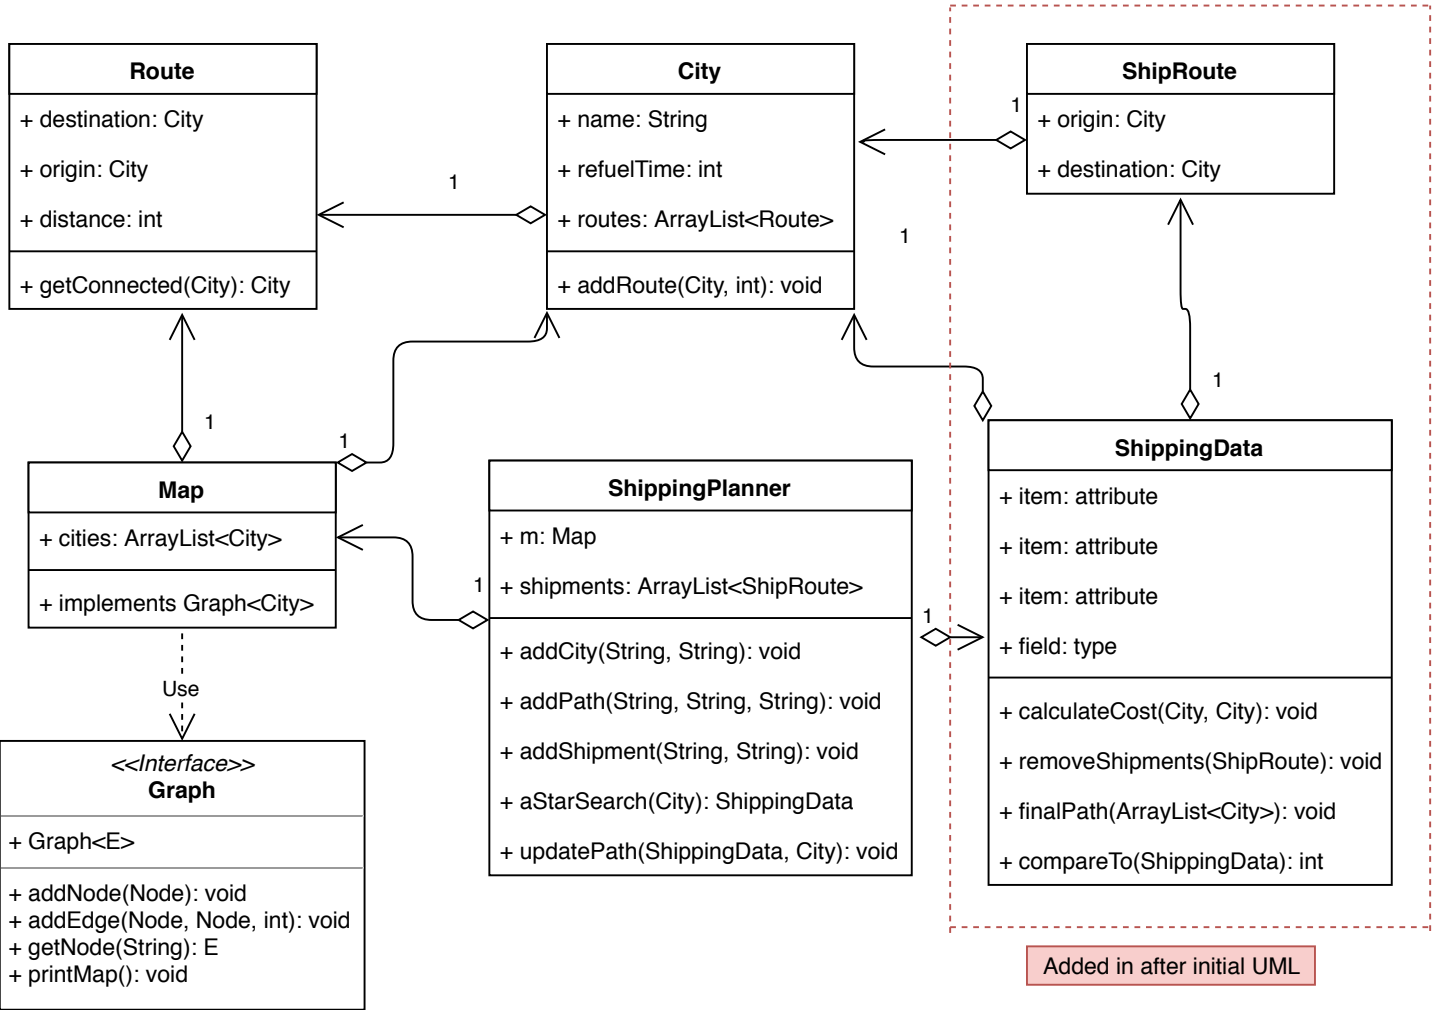 Route
+ destination: City
+ origin: City
+ distance: int
+ getConnected(City): City
1
City
+ name: String
+ refuelTime: int
+ routes: ArrayList<Route>
+ addRoute(City, int): void
1
ShipRoute
+ origin: City
+ destination: City
1
1
1
1
Map
+ cities: ArrayList<City>
+ implements Graph<City>
Use
<<Interface>>
Graph
+ Graph<E>
+ addNode(Node): void
+ addEdge(Node, Node, int): void
+ getNode(String): E
+ printMap(): void
1
ShippingPlanner
+ m: Map
+ shipments: ArrayList<ShipRoute>
+ addCity(String, String): void
+ addPath(String, String, String): void
+ addShipment(String, String): void
+ aStarSearch(City): ShippingData
+ updatePath(ShippingData, City): void
1
ShippingData
+ item: attribute
+ item: attribute
+ item: attribute
+ field: type
+ calculateCost(City, City): void
+ removeShipments(ShipRoute): void
+ finalPath(ArrayList<City>): void
+ compareTo(ShippingData): int
Added in after initial UML